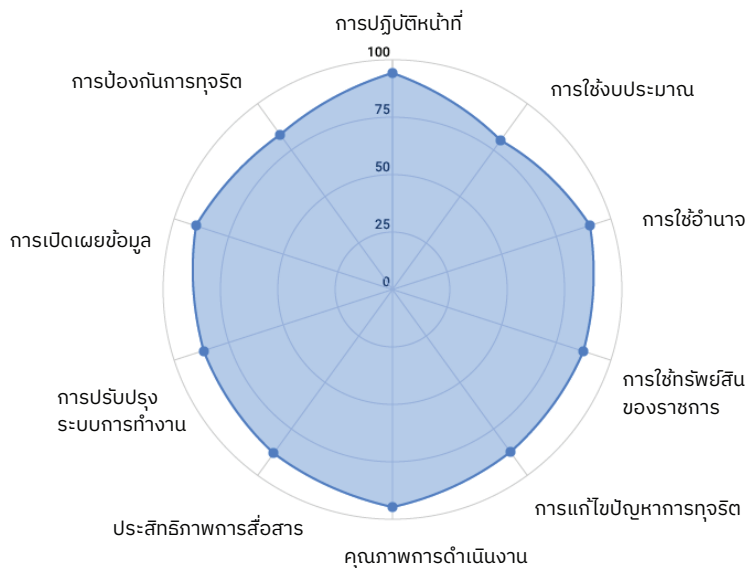 การปฏิบัติหน้าที่
100
การป้องกันการทุจริต
การใช้งบประมาณ
75
50
การใช้อำนาจ
25
การเปิดเผยข้อมูล
0
การใช้ทรัพย์สิน
ของราชการ
การปรับปรุง
ระบบการทำงาน
การแก้ไขปัญหาการทุจริต
ประสิทธิภาพการสื่อสาร
คุณภาพการดำเนินงาน